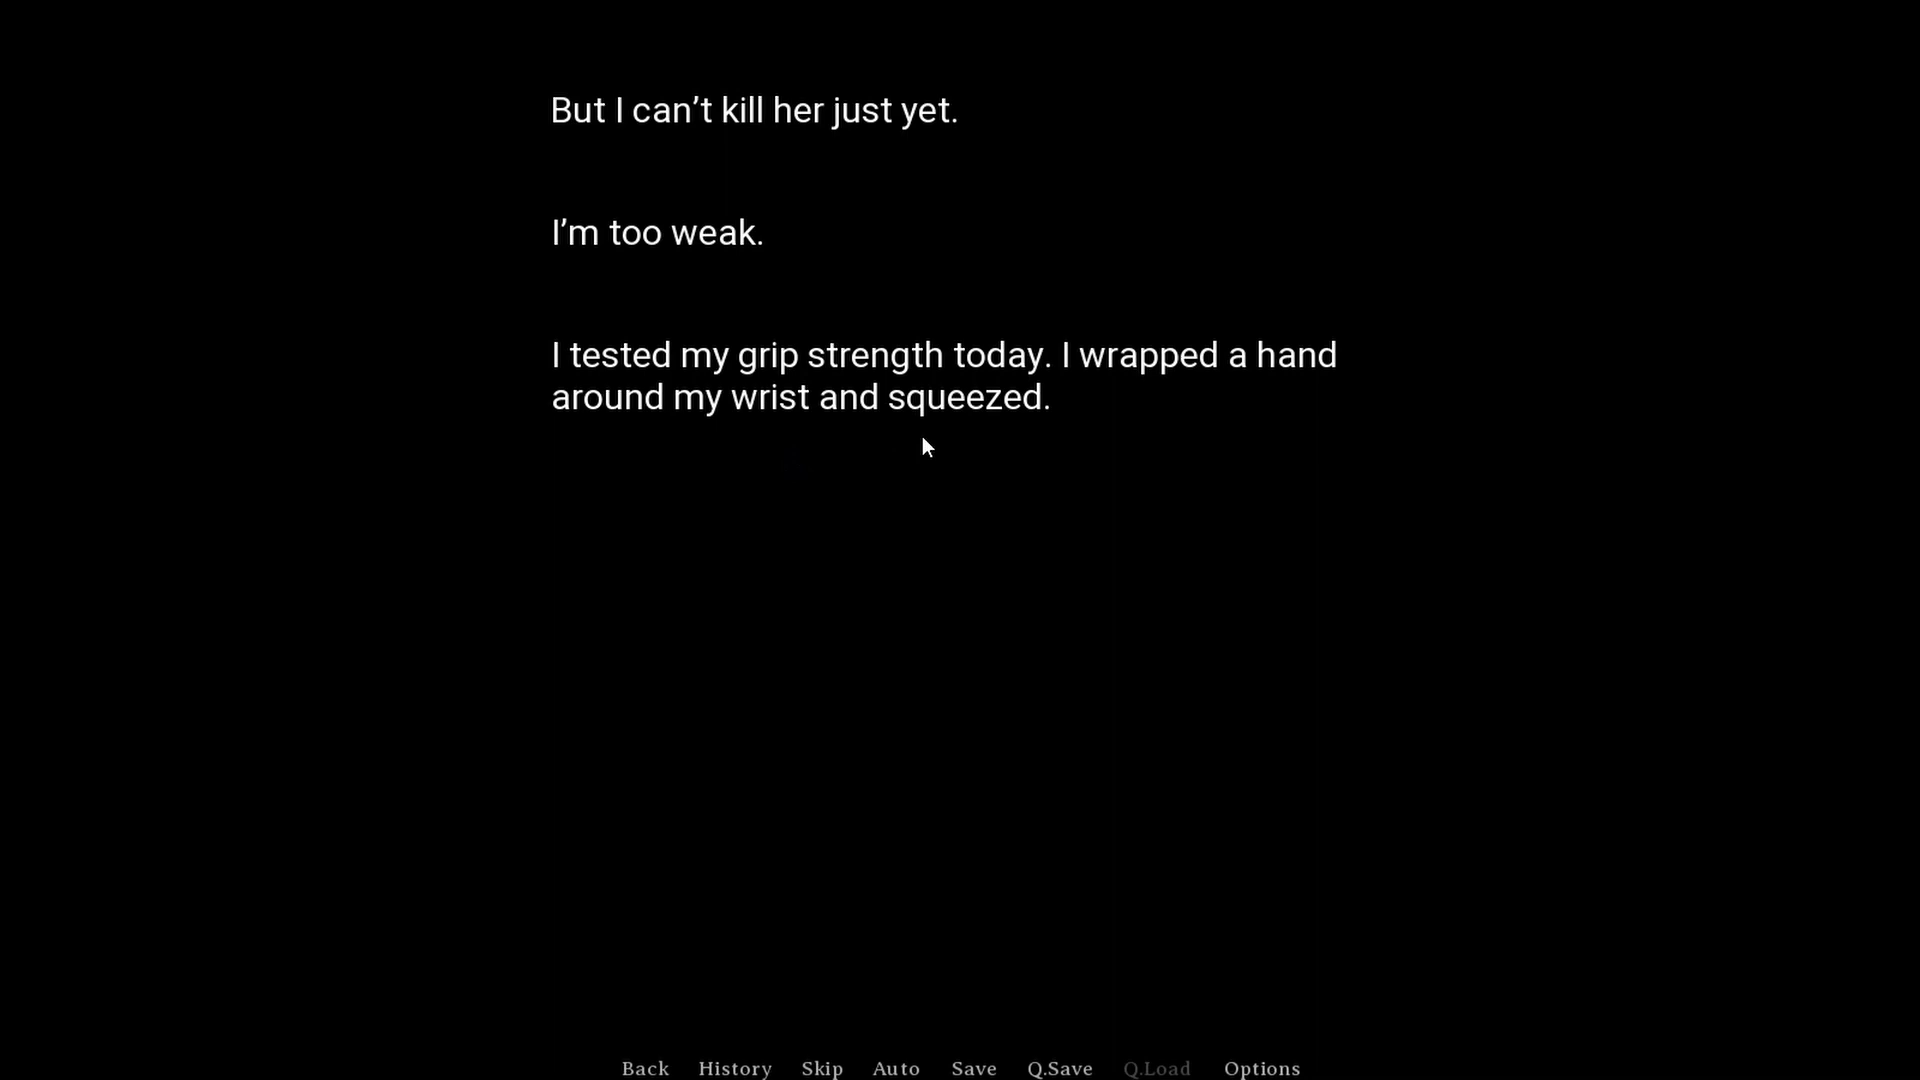 But I can’t kill her just yet.
I’m too weak.
I tested my grip strength today. I wrapped a hand
around my wrist and squeezed.
Back History Skip Auto Save Q.Save Q.Load Options